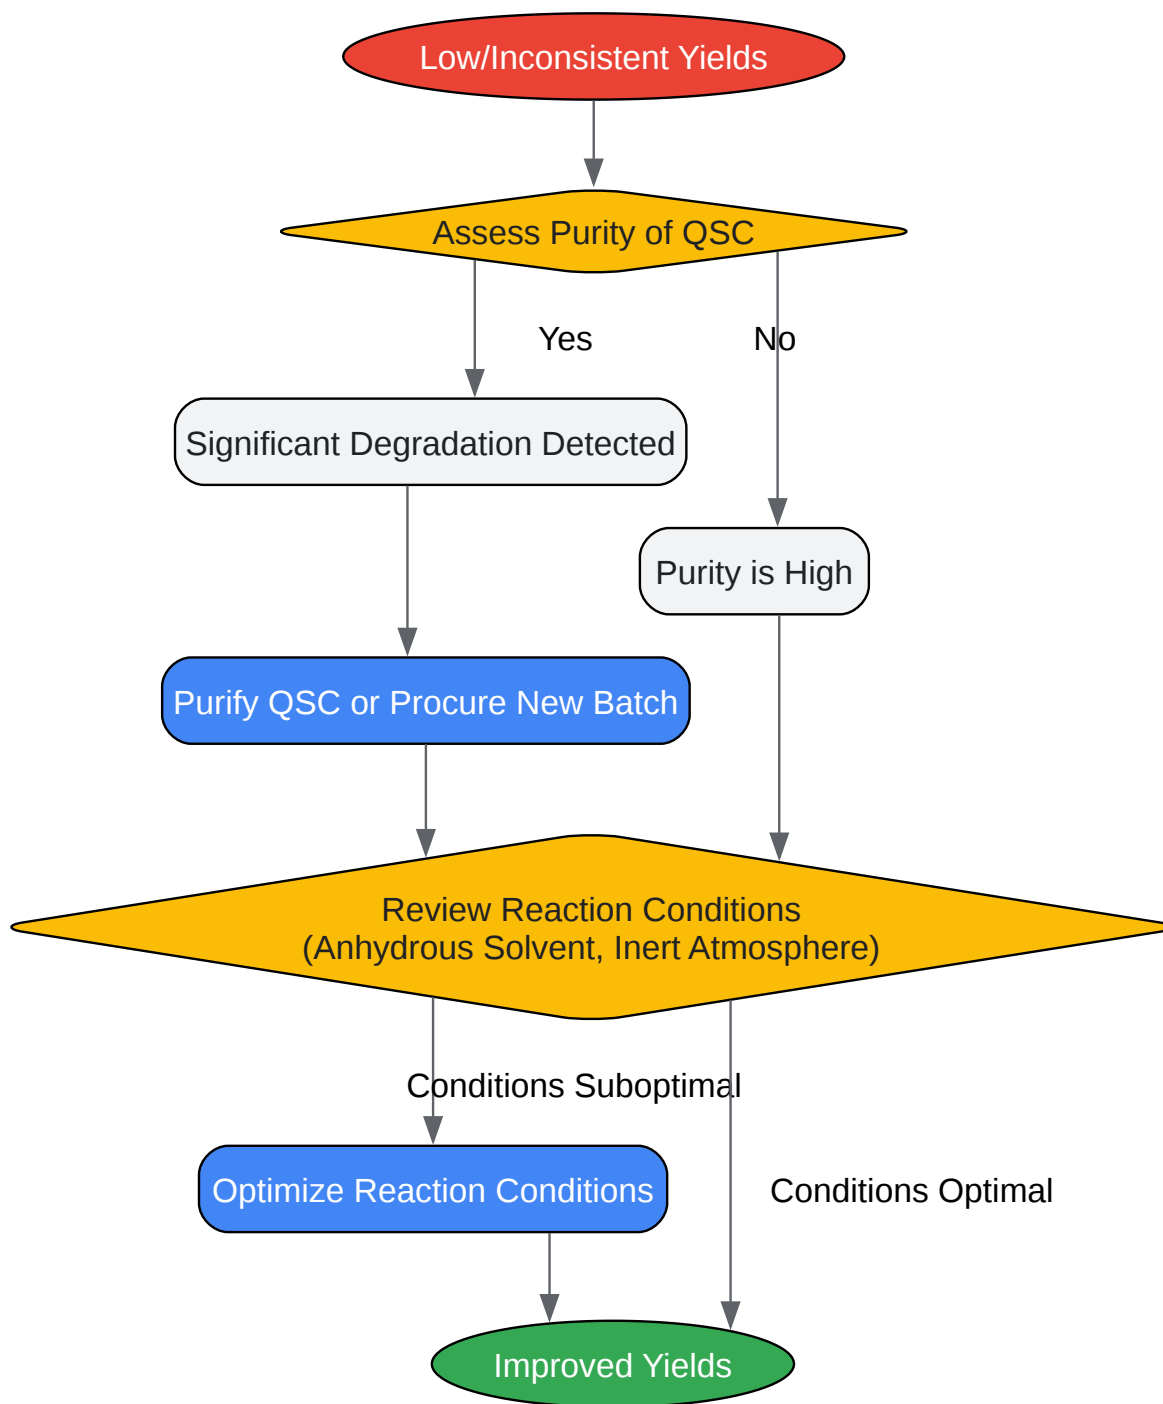 Low/Inconsistent Yields
Assess Purity of QSC
Yes
No
Significant Degradation Detected
Purity is High
Purify QSC or Procure New Batch
Review Reaction Conditions
(Anhydrous Solvent, Inert Atmosphere)
Conditions Suboptimal
Optimize Reaction Conditions
Conditions Optimal
Improved Yields